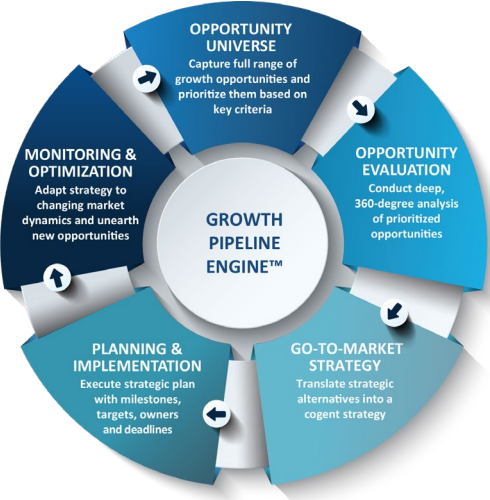 OPPORTUNITY
UNIVERSE
Capture full range of
growth opportunities and
prioritize them based on
key criteria
OPPORTUNITY
EVALUATION
Conduct deep,
360-degree analysis
of prioritized
opportunities
GO-TO-MARKET
STRATEGY
Translate strategic
alternatives into a
cogent strategy
PLANNING &
IMPLEMENTATION
Execute strategic plan
with milestones,
targets, owners
and deadlines
MONITORING &
OPTIMIZATION
Adapt strategy to
changing market
dynamics and unearth
new opportunities
GROWTH
PIPELINE
ENGINE™